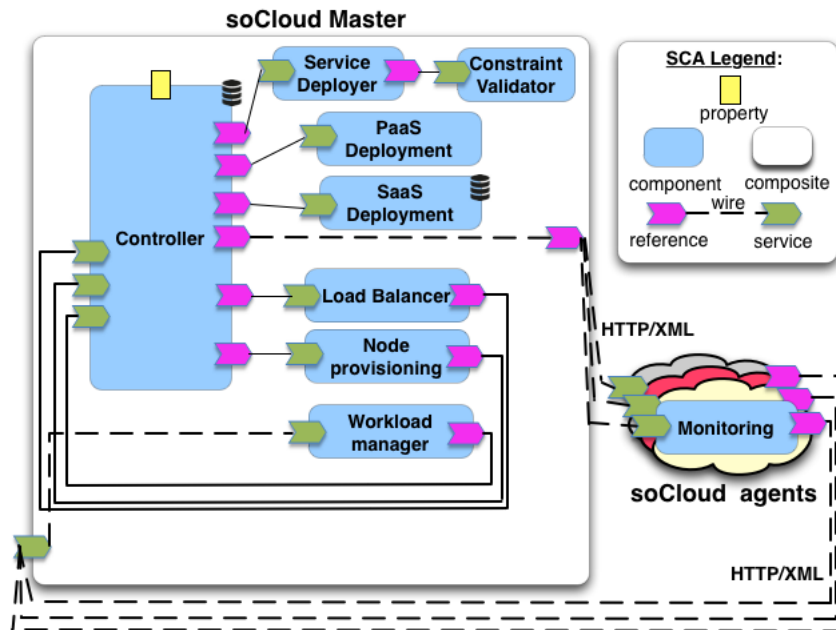 soCloud Master
Service
Deployer
Constraint
Validator
PaaS
Deployment
SaaS
Deployment
Controller
Load Balancer
Node
provisioning
Workload
manager
SCA Legend:
property
component
composite
wire
reference
service
HTTP/XML
Monitoring
soCloud agents
HTTP/XML